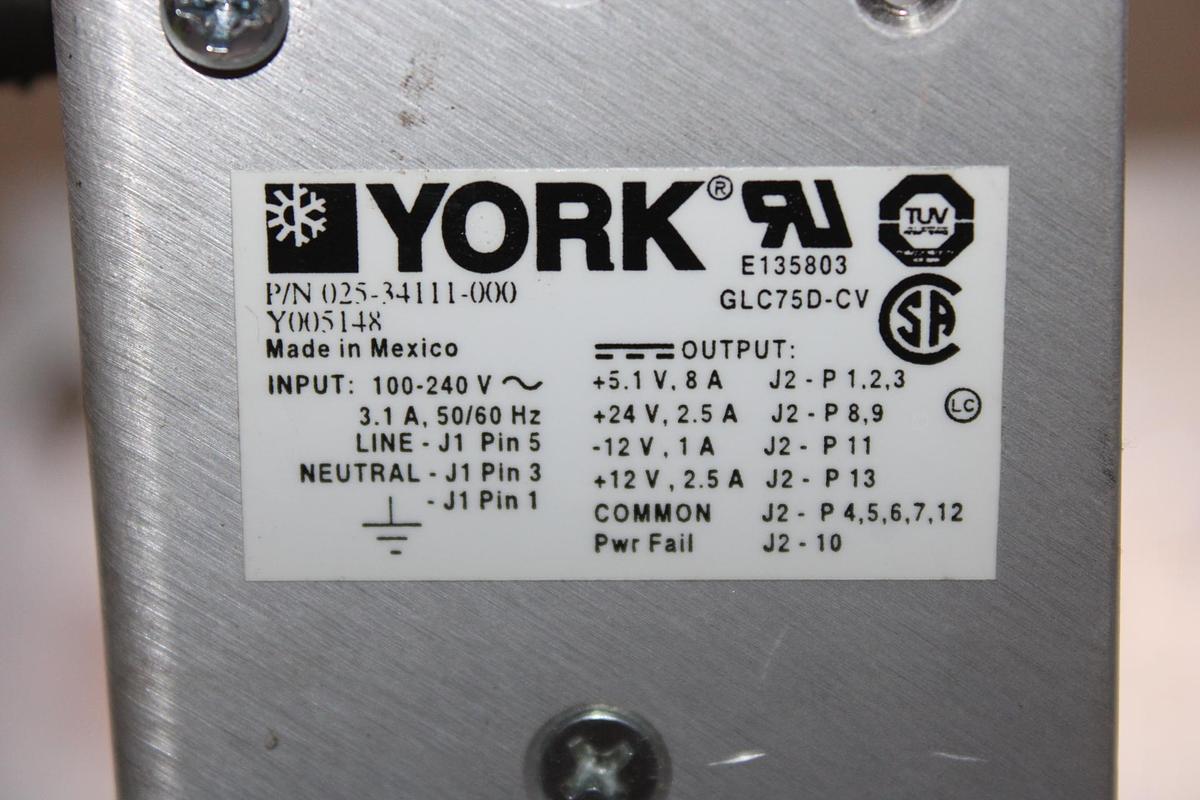 YORK®
E135803
P/N 025-34111-000
GLC75D-CV
Y005148
Made in Mexico
INPUT: 100-240 V ~
3.1 A, 50/60 Hz
LINE - J1 Pin 5
NEUTRAL - J1 Pin 3
- J1 Pin 1
OUTPUT:
+5.1 V, 8 A J2 - P 1,2,3
+24 V, 2.5 A J2 - P 8,9
-12 V, 1 A J2 - P 11
+12 V, 2.5 A J2 - P 13
COMMON J2 - P 4,5,6,7,12
Pwr Fail J2 - 10
TUV
SA
LC